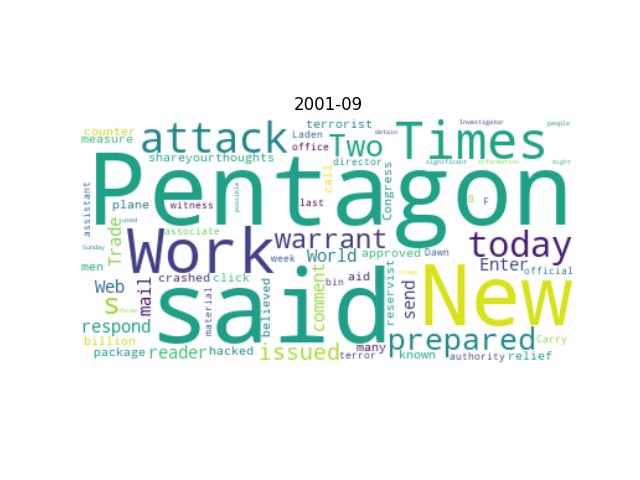 2001-09
counter
measure
attack
terrorist
Laden
office
Two
detain
Times
Investigator
people
shareyourthoughts
director
Congress
significant
information
might
Pentagon
assistant
plane
witness
possible
last
call
B
F
Trade
used
associate
Work
warrant
today
Sunday
men
week
World
approved
Dawn
Enter
official
crashed
click
bin
aid
Web
mail
s
throw
material
believed
said
comment
reservist
send
crime
New
respond
billion
package
reader
hacked
issued
terror
many
known
prepared
authority
relief
Carry